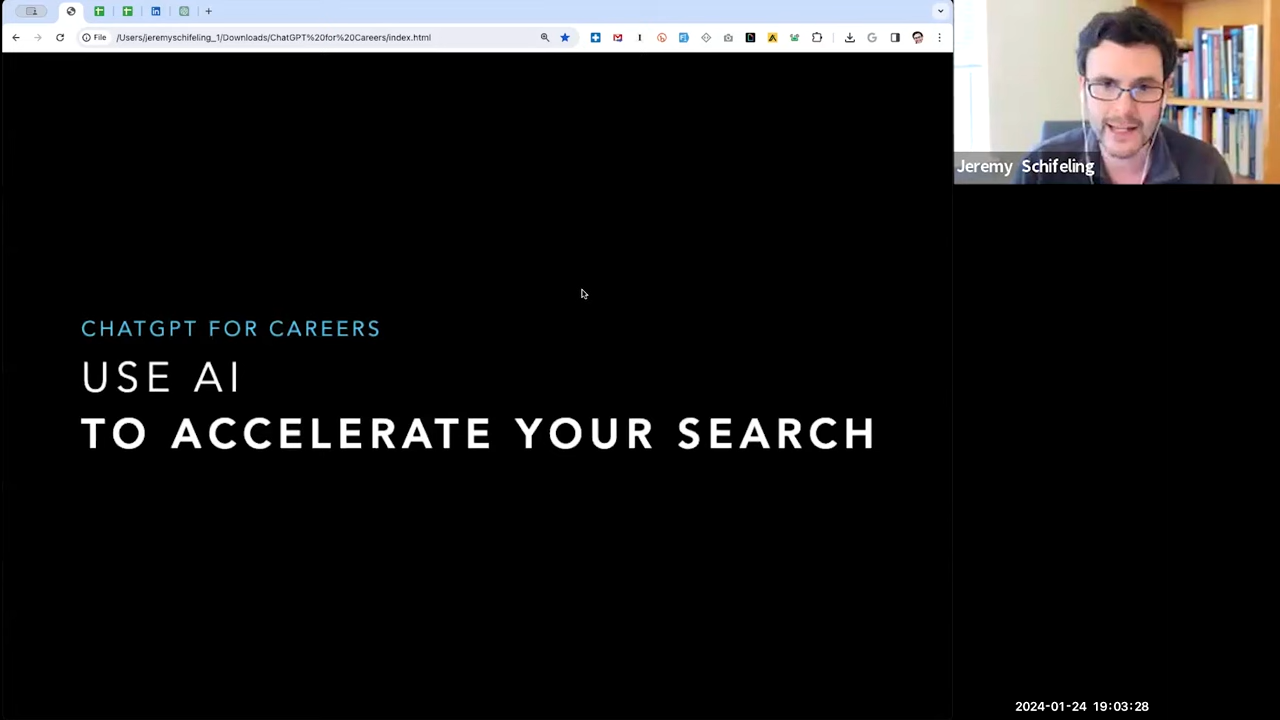 File
/Users/jeremyschifeling_1/Downloads/ChatGPT%20for%20Careers/index.html
Jeremy Schifeling
CHATGPT FOR CAREERS
USE AI
TO ACCELERATE YOUR SEARCH
2024-01-24 19:03:28